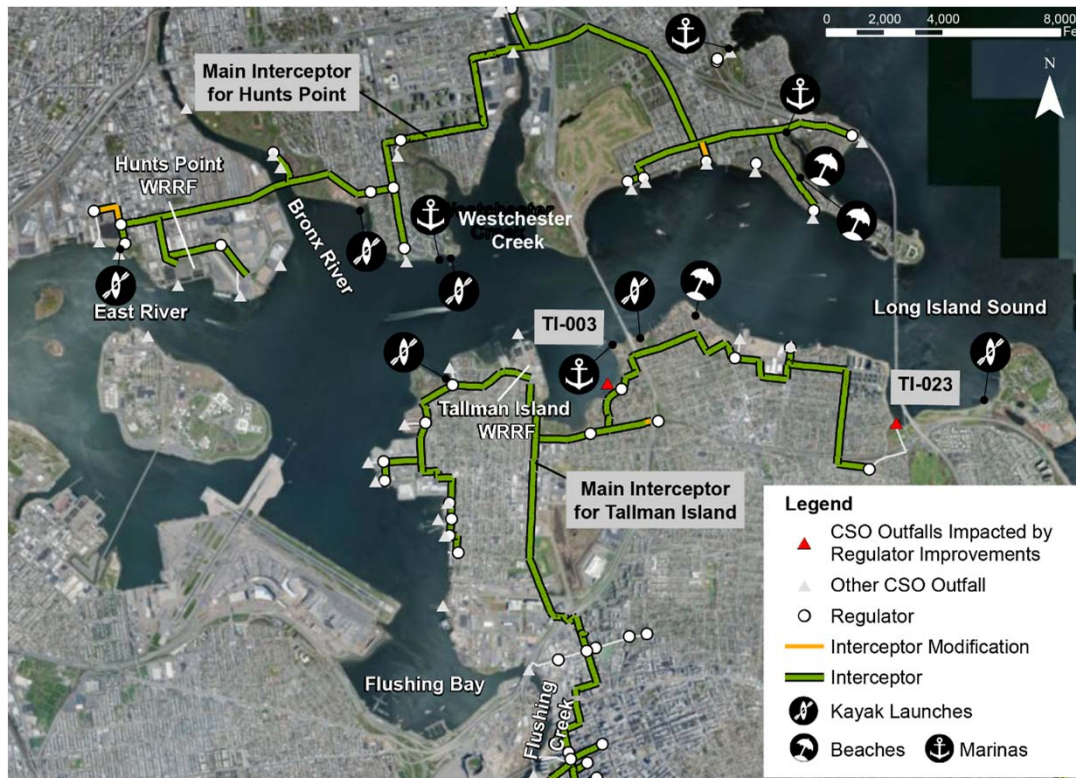 0 2,000 4,000 8,000
Fe
N
Main Interceptor
for Hunts Point
Hunts Point
WRRF
Bronx River
Westchester
Creek
East River
TI-003
Long Island Sound
TI-023
Tallman Island
WRRF
Main Interceptor
for Tallman Island
Flushing Bay
Flushing
Creek
Legend
CSO Outfalls Impacted by
Regulator Improvements
Other CSO Outfall
Regulator
Interceptor Modification
Interceptor
Kayak Launches
Beaches
Marinas